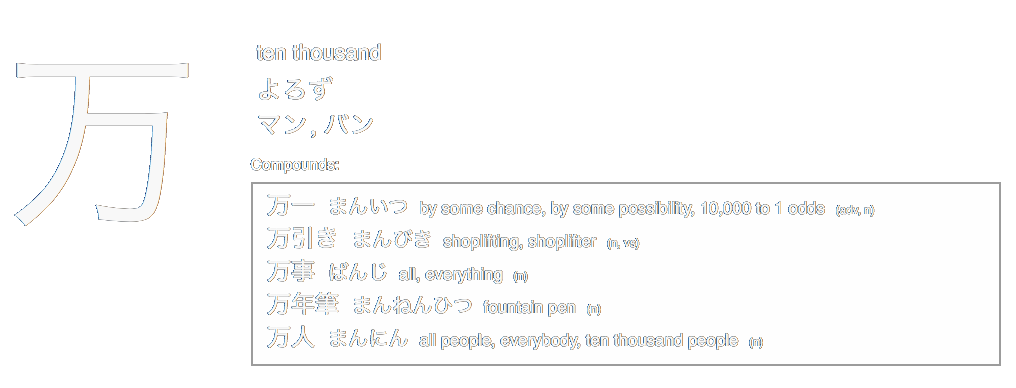 万
ten thousand
よろず
マン, バン
Compounds:
万一 まんいつ by some chance, by some possibility, 10,000 to 1 odds (adv, n)
万引き まんびき shoplifting, shoplifter (n, vs)
万事 ばんじ all, everything (n)
万年筆 まんねんひつ fountain pen (n)
万人 まんにん all people, everybody, ten thousand people (n)